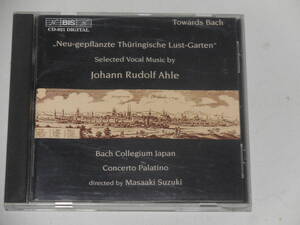 BIS
CD-821 DIGITAL
Towards Bach
„Neu-gepflanzte Thüringische Lust-Garten"
Selected Vocal Music by
Johann Rudolf Ahle
Bach Collegium Japan
Concerto Palatino
directed by Masaaki Suzuki